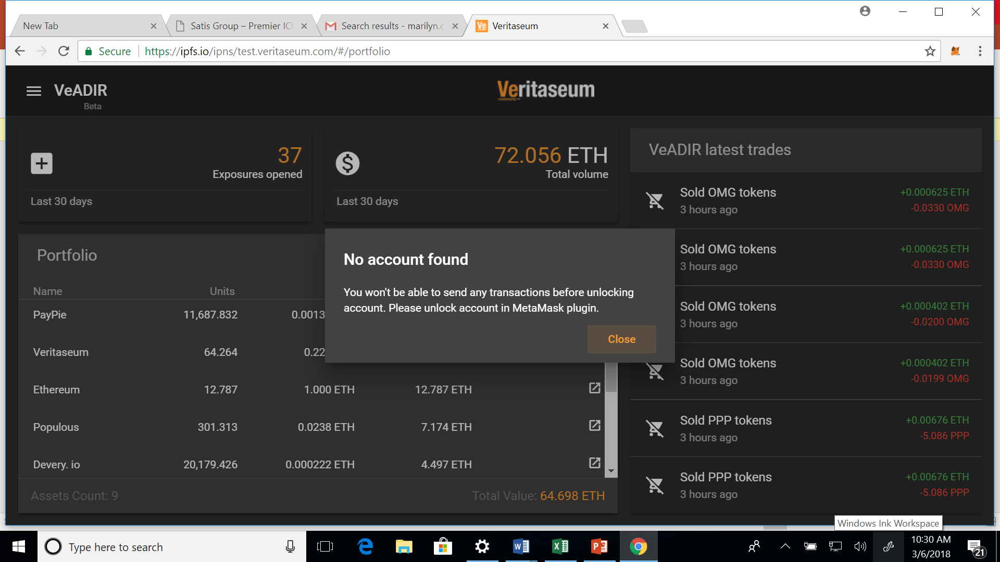 New Tab
Satis Group – Premier IC
Search results - marilyn.c
Ve
Veritaseum
Secure
https://ipfs.io/ipns/test.veritaseum.com/#/portfolio
VeADIR
Beta
Veritaseum
37
Exposures opened
Last 30 days
72.056 ETH
Total volume
Last 30 days
VeADIR latest trades
Sold OMG tokens
3 hours ago
+0.000625 ETH
-0.0330 OMG
Sold OMG tokens
3 hours ago
+0.000625 ETH
-0.0330 OMG
Sold OMG tokens
3 hours ago
+0.000402 ETH
-0.0200 OMG
Sold OMG tokens
3 hours ago
+0.000402 ETH
-0.0199 OMG
Sold PPP tokens
3 hours ago
+0.00676 ETH
-5.086 PPP
Sold PPP tokens
3 hours ago
+0.00676 ETH
-5.086 PPP
Portfolio
Name Units
PayPie 11,687.832 0.0013
Veritaseum 64.264 0.22
Ethereum 12.787 1.000 ETH 12.787 ETH
Populous 301.313 0.0238 ETH 7.174 ETH
Devery. io 20,179.426 0.000222 ETH 4.497 ETH
Assets Count: 9
Total Value: 64.698 ETH
No account found
You won't be able to send any transactions before unlocking
account. Please unlock account in MetaMask plugin.
Close
Windows Ink Workspace
Type here to search
10:30 AM
3/6/2018
21